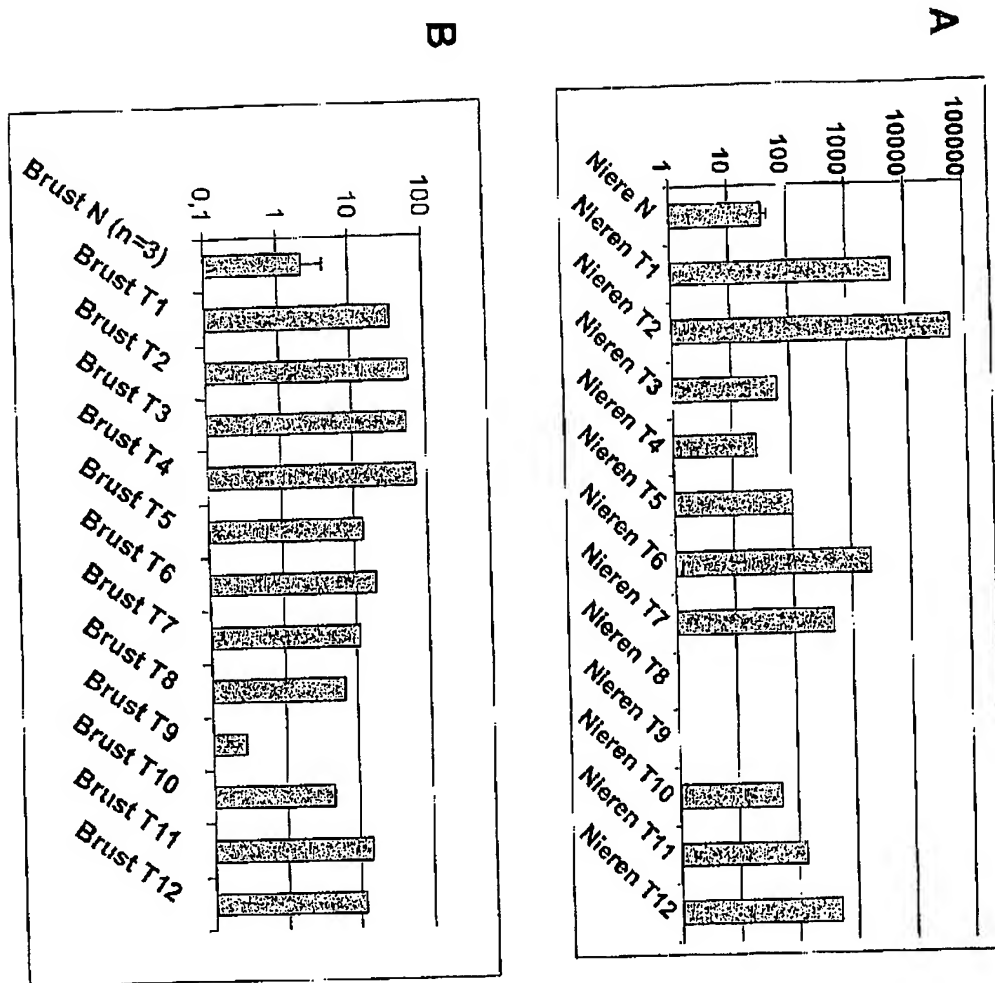 A
100000
10000
1000
100
10
1
Niere N
Nieren T1
Nieren T2
Nieren T3
Nieren T4
Nieren T5
Nieren T6
Nieren T7
Nieren T8
Nieren T9
Nieren T10
Nieren T11
Nieren T12
B
100
10
1
0,1
Brust N (n=3)
Brust T1
Brust T2
Brust T3
Brust T4
Brust T5
Brust T6
Brust T7
Brust T8
Brust T9
Brust T10
Brust T11
Brust T12